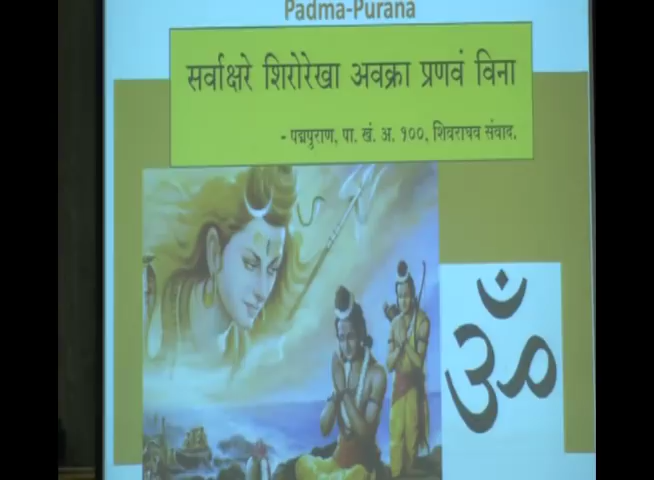 Padma-Purana
सर्वाक्षरे शिरोरेखा अवक्रा प्रणवं विना
- पद्मपुराण, पा. खं. अ. १००, शिवराघव संवाद.
ॐ